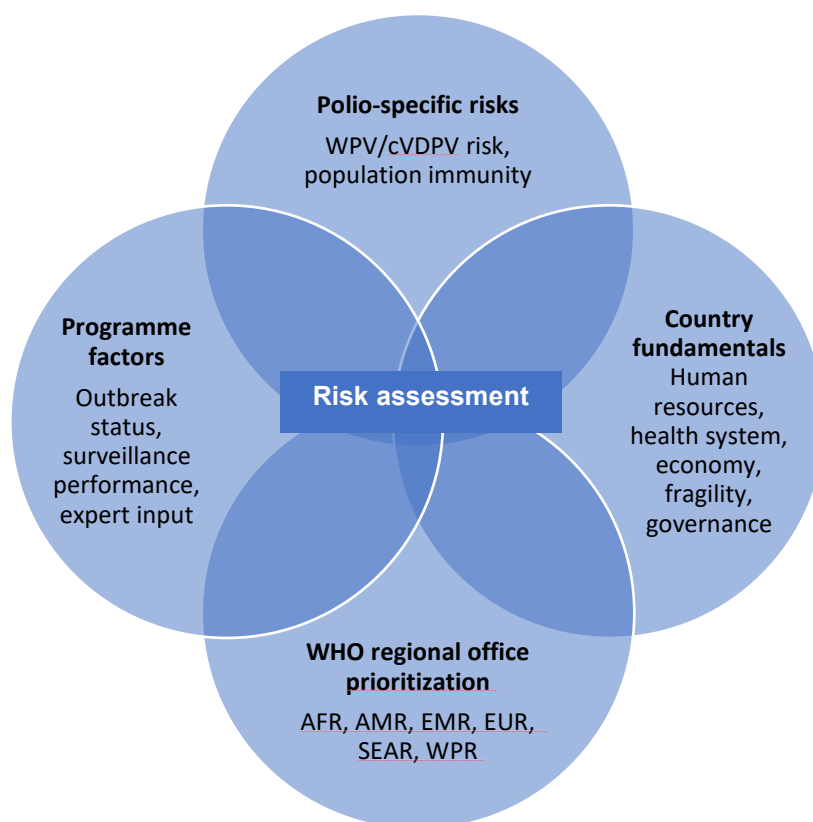 Polio-specific risks
WPV/cVDPV risk,
population immunity
Programme
factors
Outbreak
status,
surveillance
performance,
expert input
Risk assessment
Country
fundamentals
Human
resources,
health system,
economy,
fragility,
governance
WHO regional office
prioritization
AFR, AMR, EMR, EUR,
SEAR, WPR